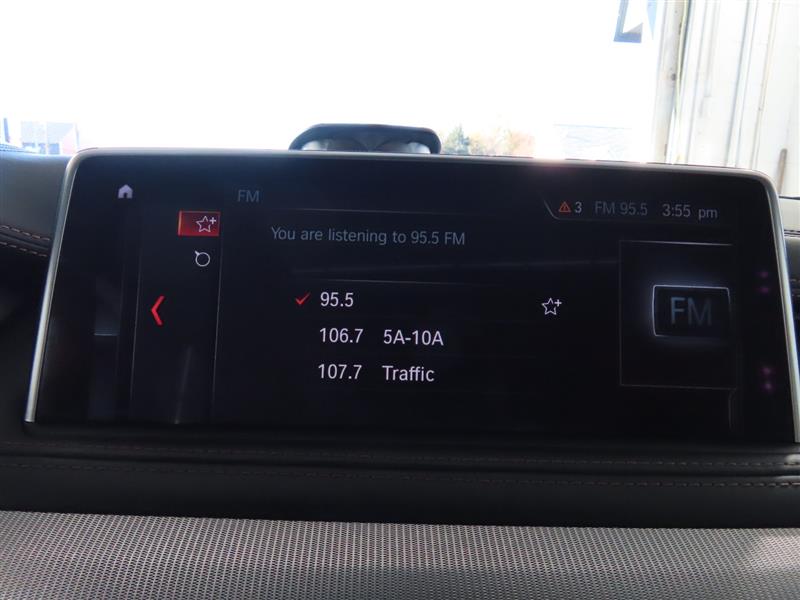 FM
3 FM 95.5 3:55 pm
You are listening to 95.5 FM
95.5
106.7 5A-10A
107.7 Traffic
FM